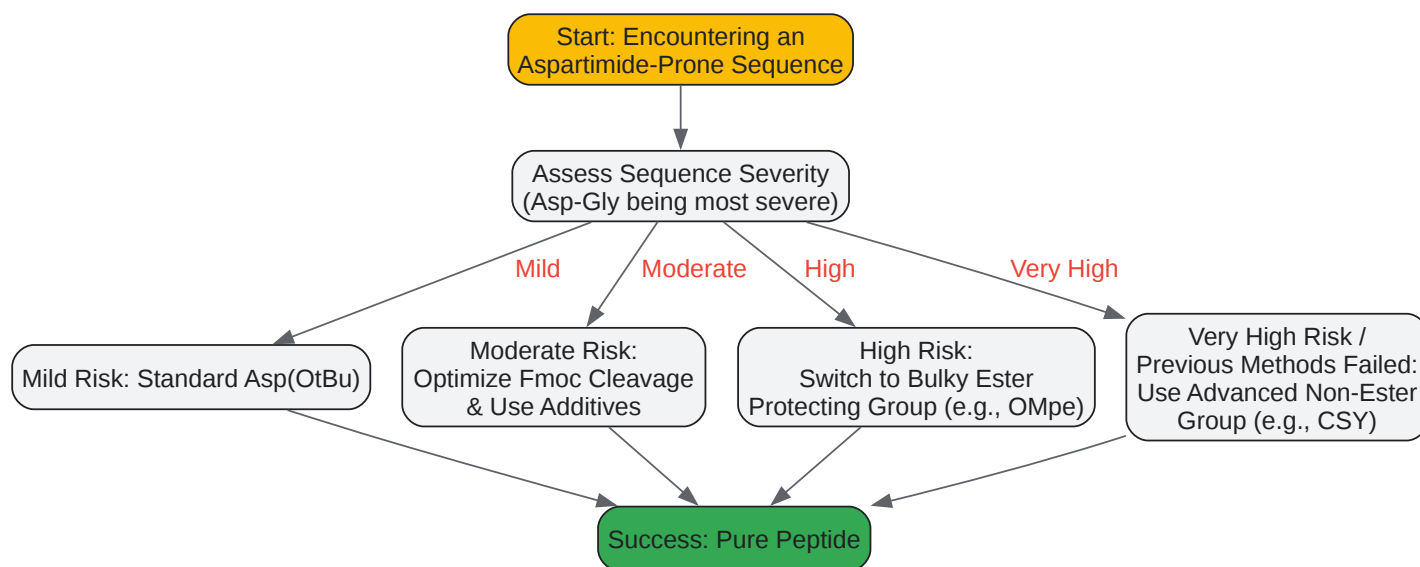 Start: Encountering an
Aspartimide-Prone Sequence
Assess Sequence Severity
(Asp-Gly being most severe)
Mild
Moderate
High
Very High
Mild Risk: Standard Asp(OtBu)
Moderate Risk:
Optimize Fmoc Cleavage
& Use Additives
High Risk:
Switch to Bulky Ester
Protecting Group (e.g., OMpe)
Very High Risk /
Previous Methods Failed:
Use Advanced Non-Ester
Group (e.g., CSY)
Success: Pure Peptide